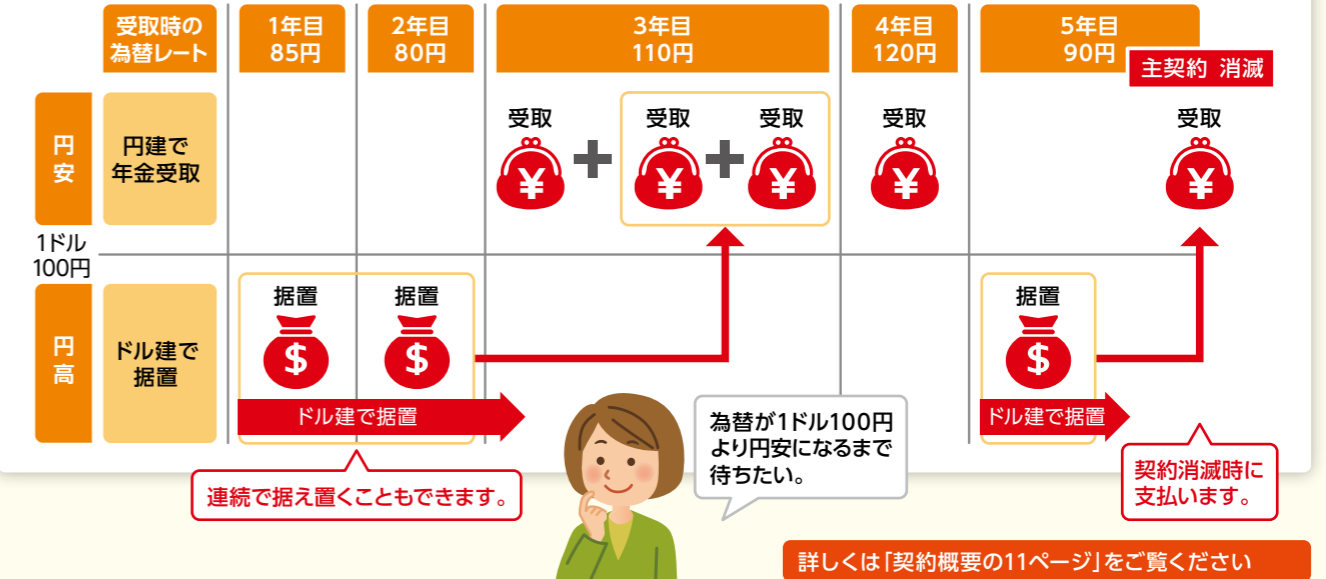 受取時の
為替レート
1年目
85円
2年目
80円
3年目
110円
4年目
120円
5年目
90円
主契約 消滅
円安
円建で
年金受取
受取
¥
+
受取
¥
+
受取
¥
受取
¥
受取
¥
1ドル
100円
円高
ドル建で
据置
据置
$
据置
$
据置
$
ドル建で据置
ドル建で据置
連続で据え置くこともできます。
為替が1ドル100円
より円安になるまで
待ちたい。
契約消滅時に
支払います。
詳しくは「契約概要の11ページ」をご覧ください